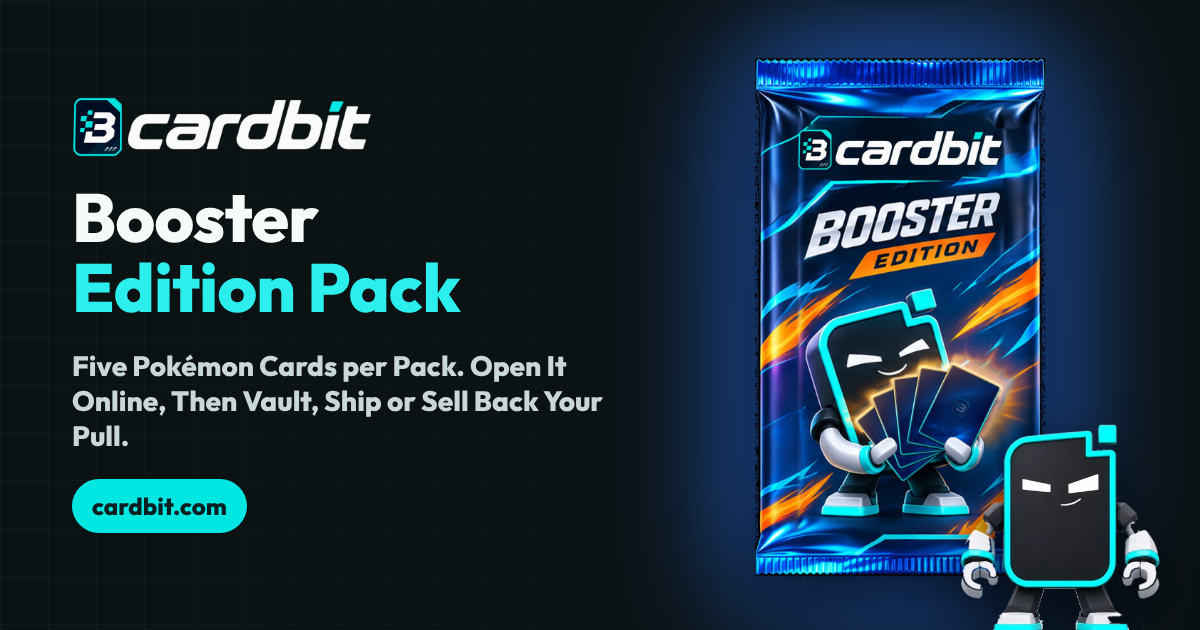 B cardbit
Booster
Edition Pack
Five Pokémon Cards per Pack. Open It
Online, Then Vault, Ship or Sell Back Your
Pull.
cardbit.com
B cardbit
BOOSTER
EDITION